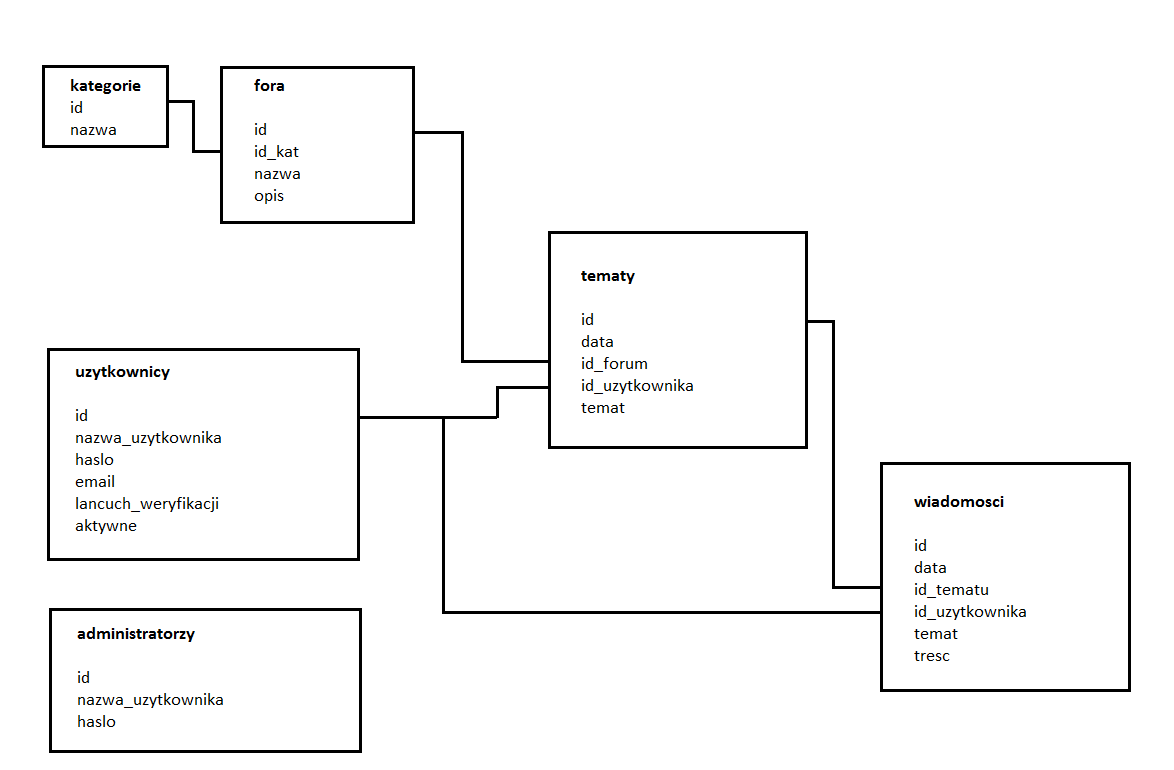 kategorie
id
nazwa
fora
id
id_kat
nazwa
opis
tematy
id
data
id_forum
id_uzytkownika
temat
uzytkownicy
id
nazwa_uzytkownika
haslo
email
lancuch_weryfikacji
aktywne
wiadomosci
id
data
id_tematu
id_uzytkownika
temat
tresc
administratorzy
id
nazwa_uzytkownika
haslo